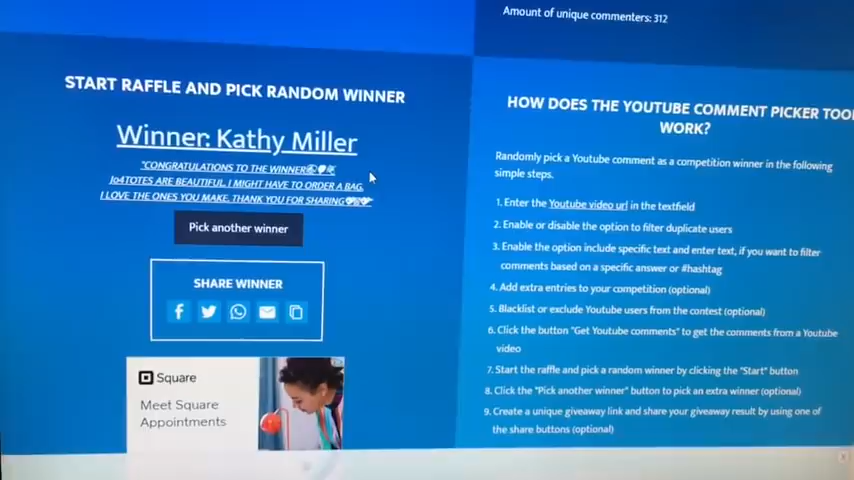 Amount of unique commenters: 312
START RAFFLE AND PICK RANDOM WINNER
Winner: Kathy Miller
"CONGRATULATIONS TO THE WINNER
Jo4TOTES ARE BEAUTIFUL. I MIGHT HAVE TO ORDER A BAG.
I LOVE THE ONES YOU MAKE. THANK YOU FOR SHARING
Pick another winner
SHARE WINNER
Square
Meet Square
Appointments
HOW DOES THE YOUTUBE COMMENT PICKER TOO
WORK?
Randomly pick a Youtube comment as a competition winner in the following
simple steps.
1. Enter the Youtube video url in the textfield
2. Enable or disable the option to filter duplicate users
3. Enable the option include specific text and enter text, if you want to filter
comments based on a specific answer or #hashtag
4. Add extra entries to your competition (optional)
5. Blacklist or exclude Youtube users from the contest (optional)
6. Click the button "Get Youtube comments" to get the comments from a Youtube
video
7. Start the raffle and pick a random winner by clicking the "Start" button
8. Click the "Pick another winner" button to pick an extra winner (optional)
9. Create a unique giveaway link and share your giveaway result by using one of
the share buttons (optional)